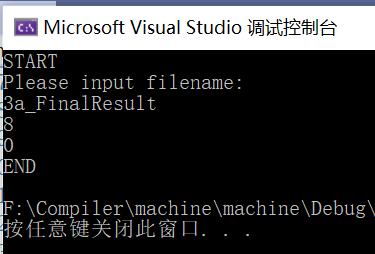 Microsoft Visual Studio 调试控制台
START
Please input filename:
3a_FinalResult
8
0
END
F:\Compiler\machine\machine\Debug\
按任意键关闭此窗口. . .